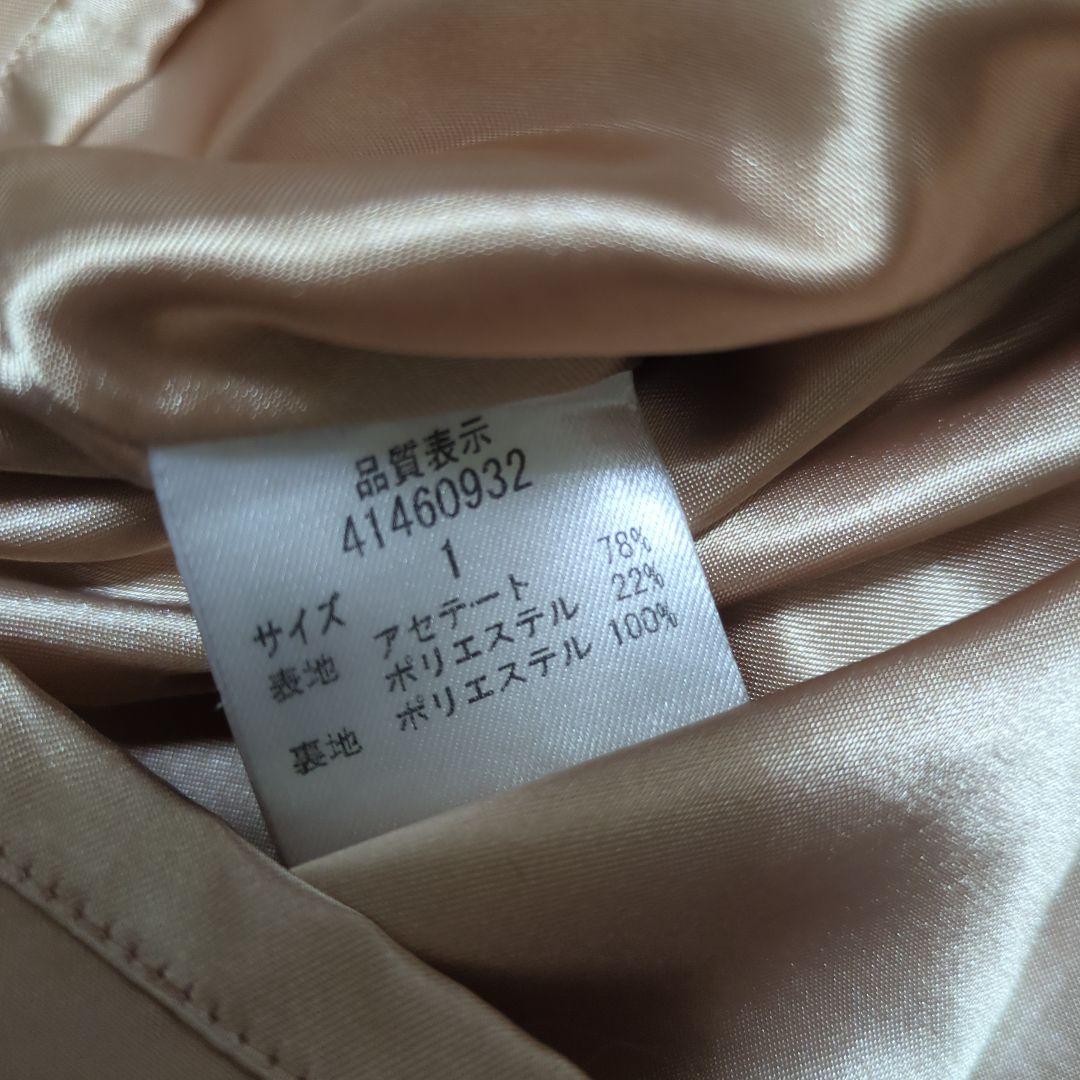 品質表示
41460932
サイズ 1
表地 アセテート 78%
ポリエステル 22%
裏地 ポリエステル 100%